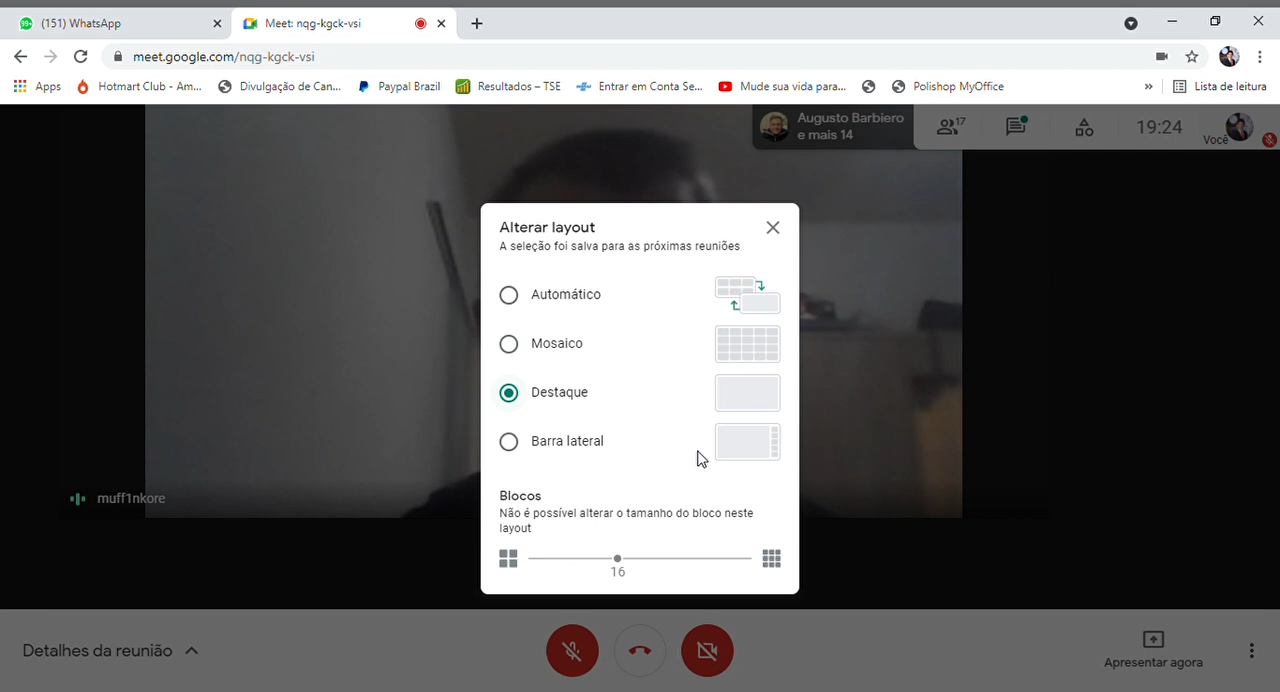 99+
(151) WhatsApp
Meet: nqg-kgck-vsi
meet.google.com/nqg-kgck-vsi
Apps
Hotmart Club - Am...
Divulgação de Can...
Paypal Brazil
Resultados – TSE
Entrar em Conta Se...
Mude sua vida para...
Polishop MyOffice
»
Lista de leitura
Augusto Barbiero
e mais 14
17
19:24
Você
Alterar layout
A seleção foi salva para as próximas reuniões
Automático
Mosaico
Destaque
Barra lateral
muff1nkore
Blocos
Não é possível alterar o tamanho do bloco neste
layout
16
Detalhes da reunião
Apresentar agora